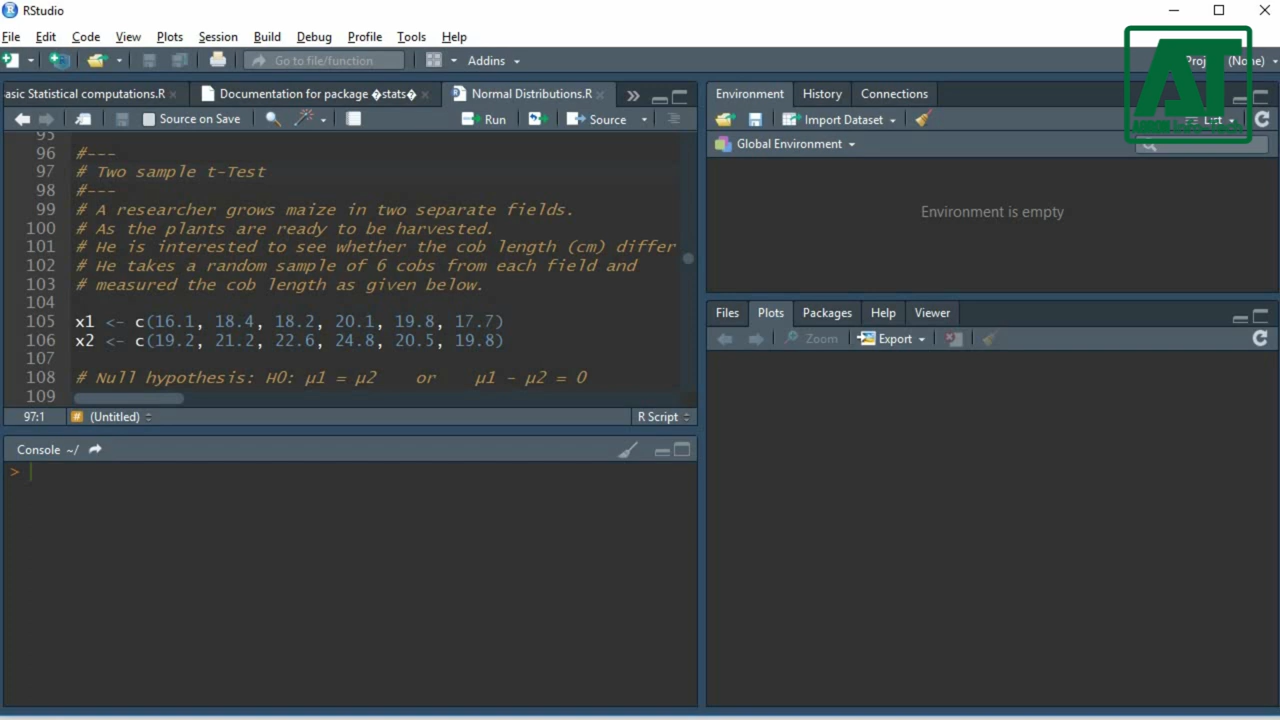 RStudio
File Edit Code View Plots Session Build Debug Profile Tools Help
Go to file/function Addins (None)
asic Statistical computations.R Documentation for package �stats� Normal Distributions.R
Source on Save Run Source
95
96 #---
97 # Two sample t-Test
98 #---
99 # A researcher grows maize in two separate fields.
100 # As the plants are ready to be harvested.
101 # He is interested to see whether the cob length (cm) differ
102 # He takes a random sample of 6 cobs from each field and
103 # measured the cob length as given below.
104
105 x1 <- c(16.1, 18.4, 18.2, 20.1, 19.8, 17.7)
106 x2 <- c(19.2, 21.2, 22.6, 24.8, 20.5, 19.8)
107
108 # Null hypothesis: H0: μ1 = μ2 or μ1 - μ2 = 0
109
97:1 # (Untitled) R Script
Console ~/
>
Environment History Connections
Import Dataset List
Global Environment
Environment is empty
Files Plots Packages Help Viewer
Zoom Export
AT